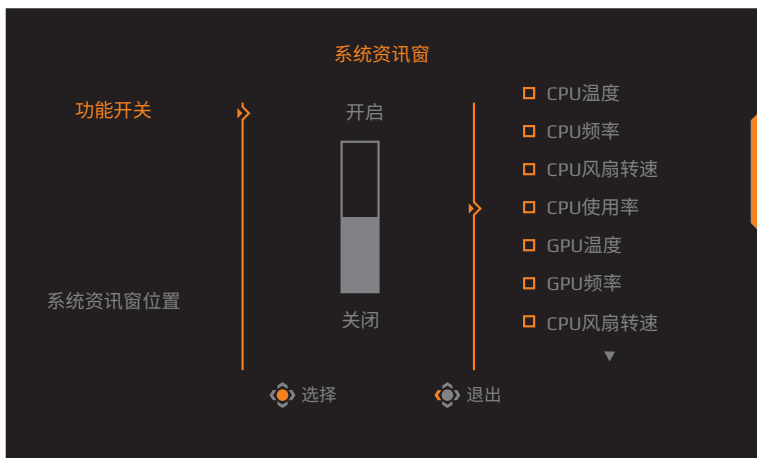 系统资讯窗
功能开关
系统资讯窗位置
开启
关闭
CPU温度
CPU频率
CPU风扇转速
CPU使用率
GPU温度
GPU频率
CPU风扇转速
选择
退出